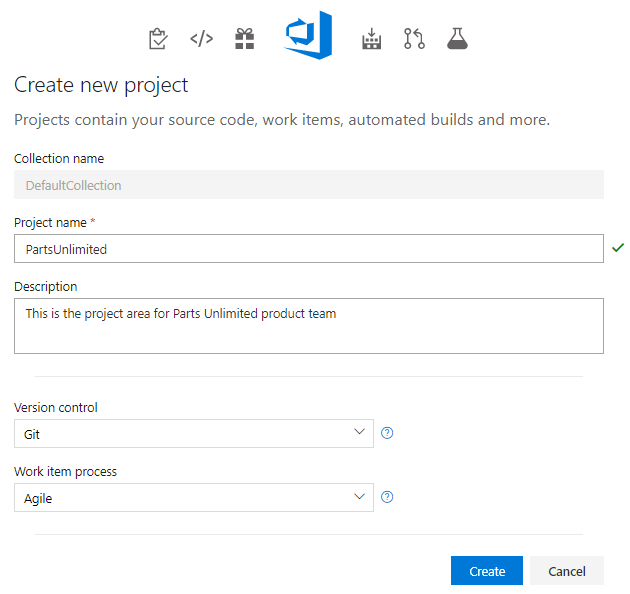 Create new project
Projects contain your source code, work items, automated builds and more.
Collection name
DefaultCollection
Project name *
PartsUnlimited
Description
This is the project area for Parts Unlimited product team
Version control
Git
Work item process
Agile
Create Cancel